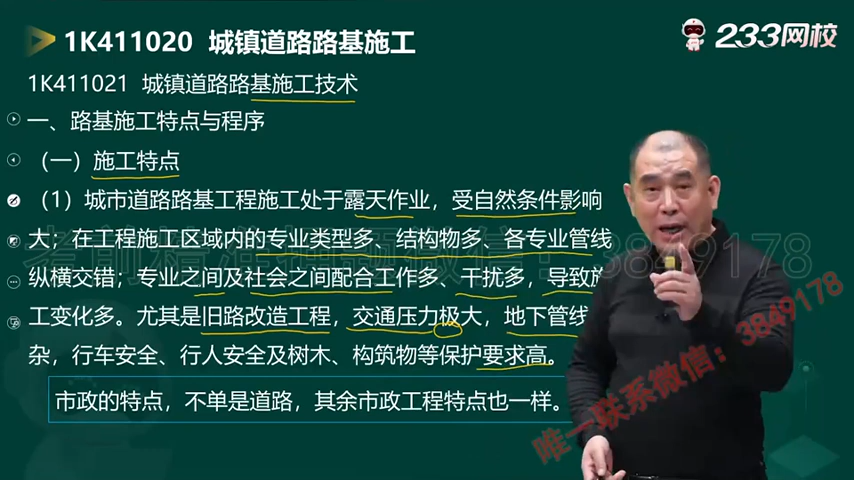 1K411020 城镇道路路基施工
233网校
1K411021 城镇道路路基施工技术
一、路基施工特点与程序
（一）施工特点
（1）城市道路路基工程施工处于露天作业，受自然条件影响
大；在工程施工区域内的专业类型多、结构物多、各专业管线
纵横交错；专业之间及社会之间配合工作多、干扰多，导致施
工变化多。尤其是旧路改造工程，交通压力极大，地下管线
杂，行车安全、行人安全及树木、构筑物等保护要求高。
市政的特点，不单是道路，其余市政工程特点也一样。
唯一联系微信：3849178